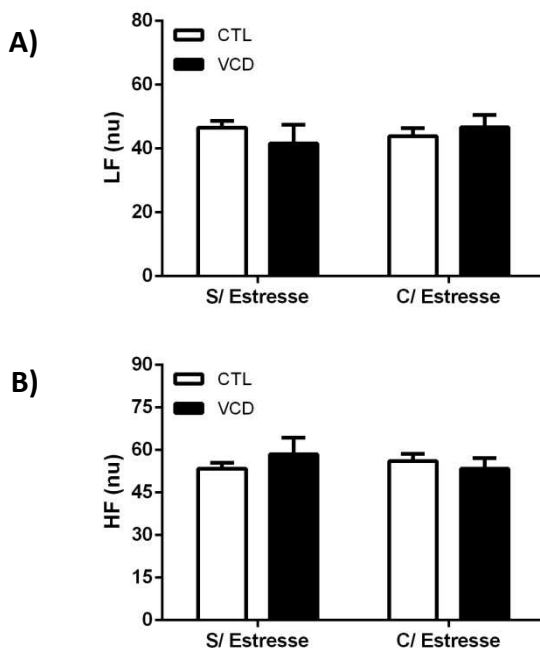 A)
80
60
40
20
0
LF (nu)
CTL
VCD
S/ Estresse
C/ Estresse
B)
90
75
60
45
30
15
0
HF (nu)
CTL
VCD
S/ Estresse
C/ Estresse